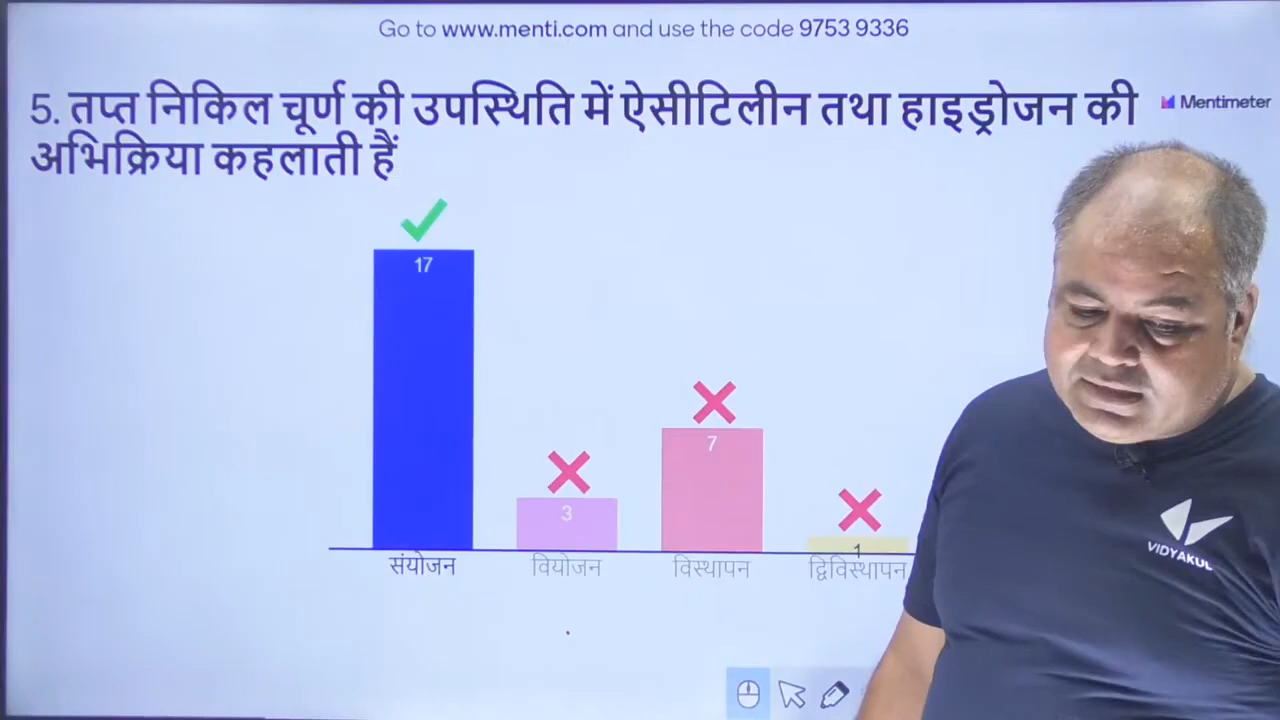 Go to www.menti.com and use the code 9753 9336
5. तप्त निकिल चूर्ण की उपस्थिति में ऐसीटिलीन तथा हाइड्रोजन की
अभिक्रिया कहलाती हैं
Mentimeter
17
3
7
1
संयोजन
वियोजन
विस्थापन
द्विविस्थापन
VIDYAKUL